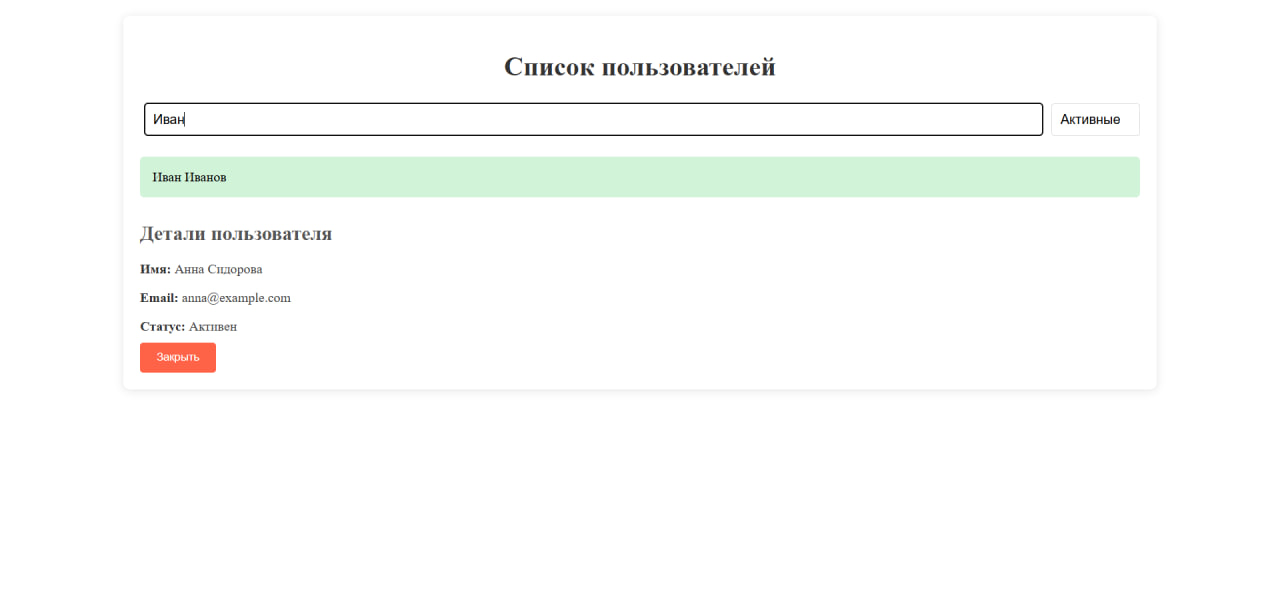 Список пользователей
Иван Активные
Иван Иванов
Детали пользователя
Имя: Анна Сидорова
Email: anna@example.com
Статус: Активен
Закрыть